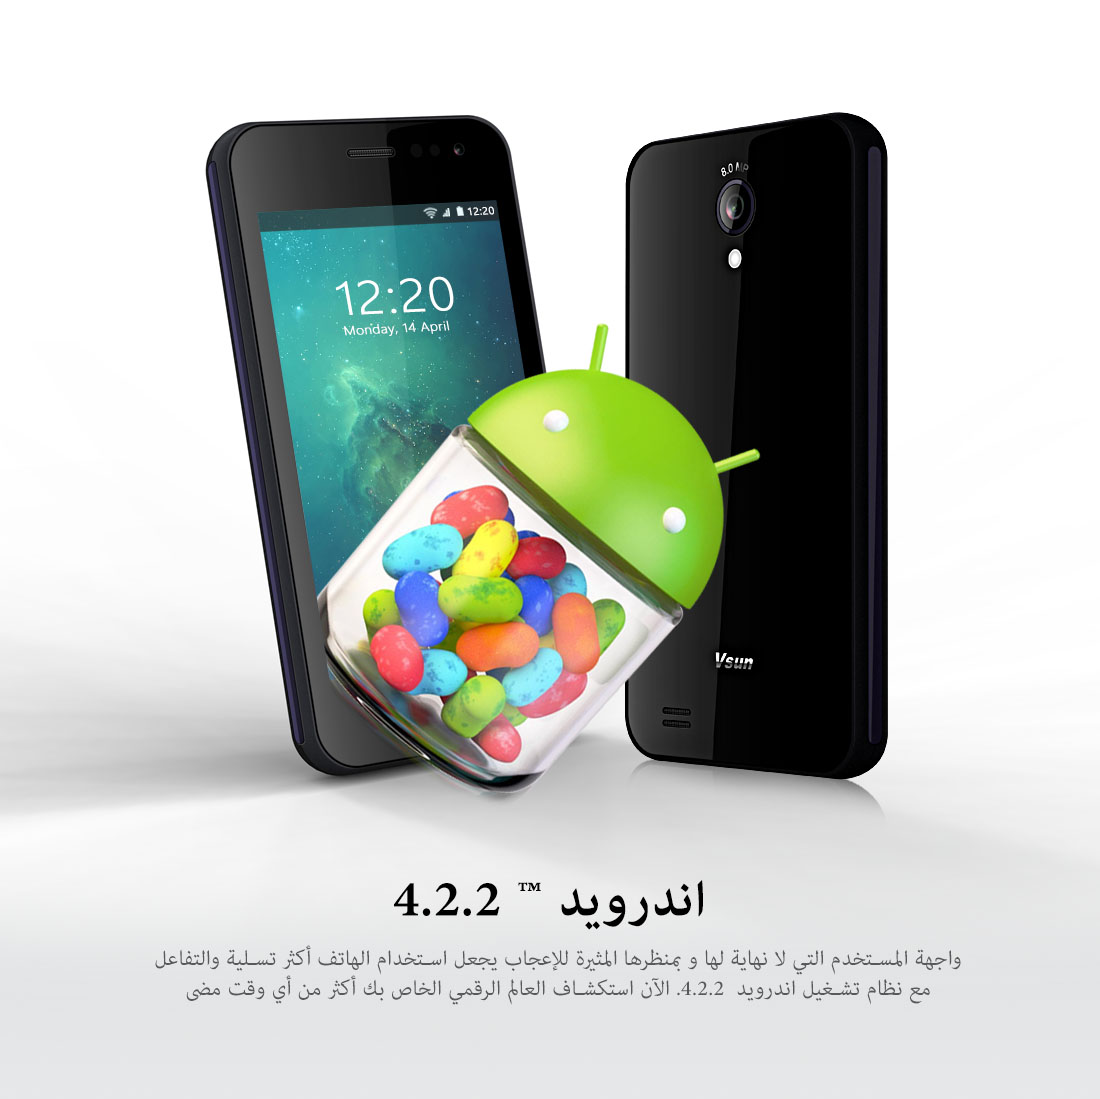 12:20
12:20
Monday, 14 April
8.0 MP
Vsun
اندرويد ™ 4.2.2
واجهة المستخدم التي لا نهاية لها و بمنظرها المثيرة للإعجاب يجعل استخدام الهاتف أكثر تسلية والتفاعل
مع نظام تشغيل اندرويد 4.2.2. الآن استكشاف العالم الرقمي الخاص بك أكثر من أي وقت مضى